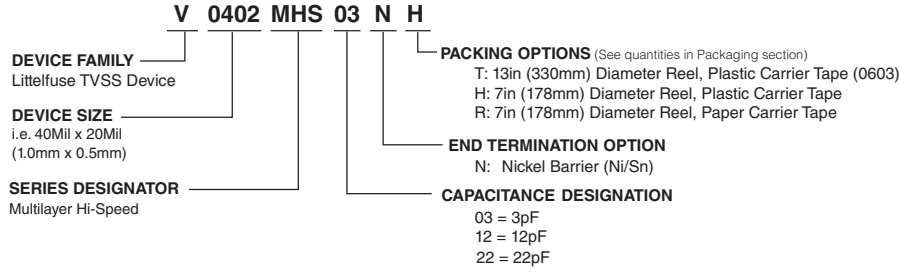 V 0402 MHS 03 N H
DEVICE FAMILY
Littelfuse TVSS Device
DEVICE SIZE
i.e. 40Mil x 20Mil
(1.0mm x 0.5mm)
SERIES DESIGNATOR
Multilayer Hi-Speed
PACKING OPTIONS (See quantities in Packaging section)
T: 13in (330mm) Diameter Reel, Plastic Carrier Tape (0603)
H: 7in (178mm) Diameter Reel, Plastic Carrier Tape
R: 7in (178mm) Diameter Reel, Paper Carrier Tape
END TERMINATION OPTION
N: Nickel Barrier (Ni/Sn)
CAPACITANCE DESIGNATION
03 = 3pF
12 = 12pF
22 = 22pF